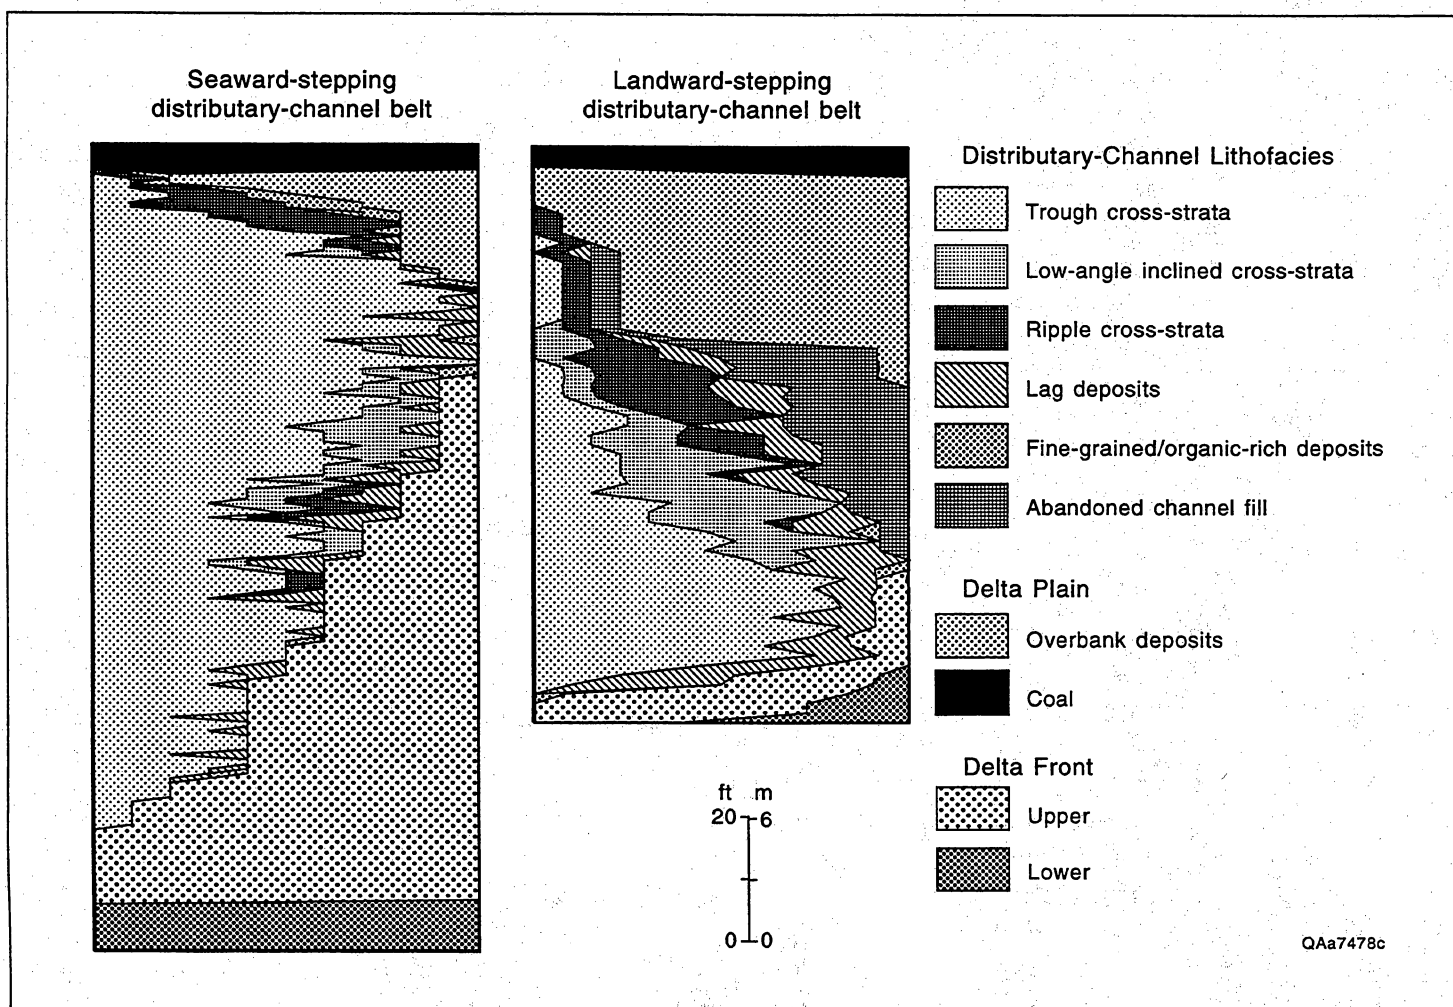 Seaward-stepping
distributary-channel belt
Landward-stepping
distributary-channel belt
Distributary-Channel Lithofacies
Trough cross-strata
Low-angle inclined cross-strata
Ripple cross-strata
Lag deposits
Fine-grained/organic-rich deposits
Abandoned channel fill
Delta Plain
Overbank deposits
Coal
Delta Front
Upper
Lower
ft m
20 6
0 0
QAa7478c